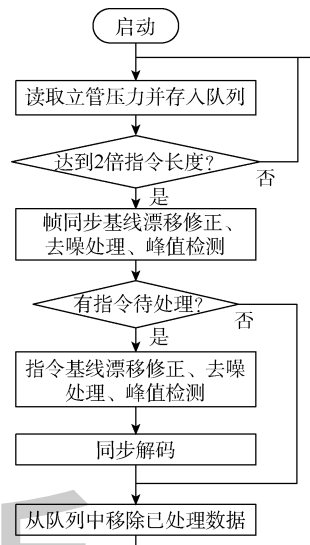 启动
读取立管压力并存入队列
达到2倍指令长度?
否
是
帧同步基线漂移修正、
去噪处理、峰值检测
有指令待处理?
否
是
指令基线漂移修正、去噪
处理、峰值检测
同步解码
从队列中移除已处理数据